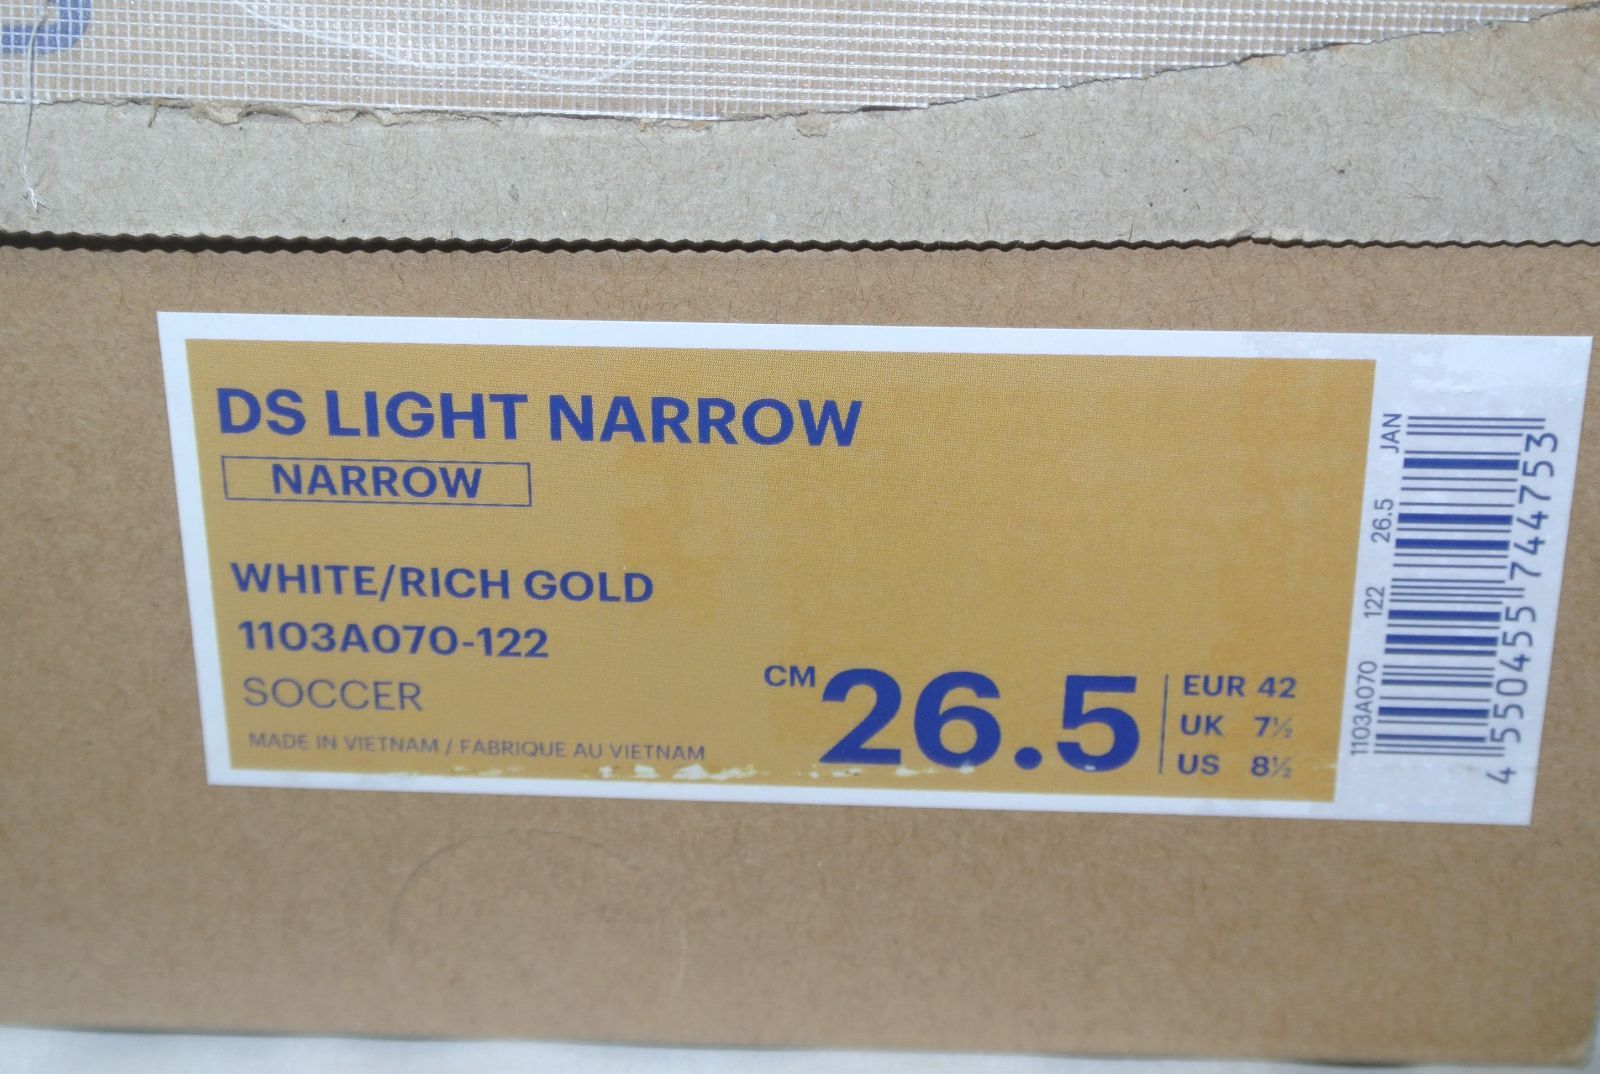 DS LIGHT NARROW
NARROW
WHITE/RICH GOLD
1103A070-122
SOCCER
MADE IN VIETNAM / FABRIQUE AU VIETNAM
CM 26.5
EUR 42
UK 7½
US 8½
1103A070 122 26.5 JAN
4 550455 744753